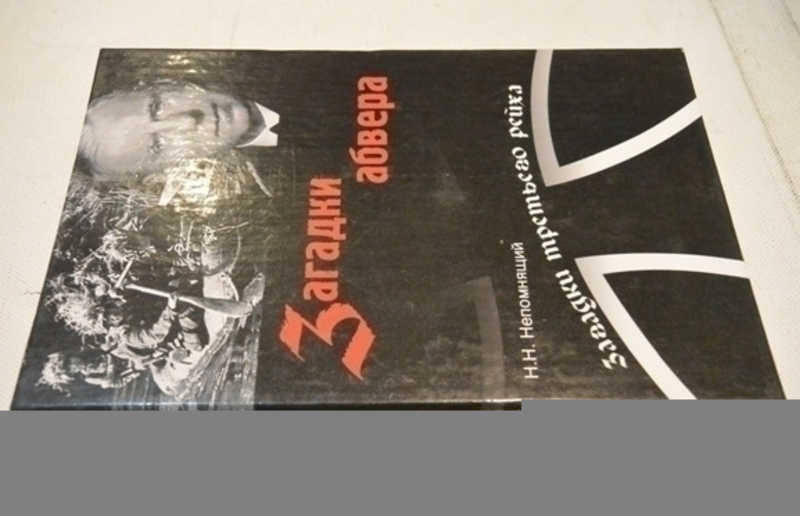 Н.Н. Непомнящий
Загадки третьего рейха
Загадки
абвера